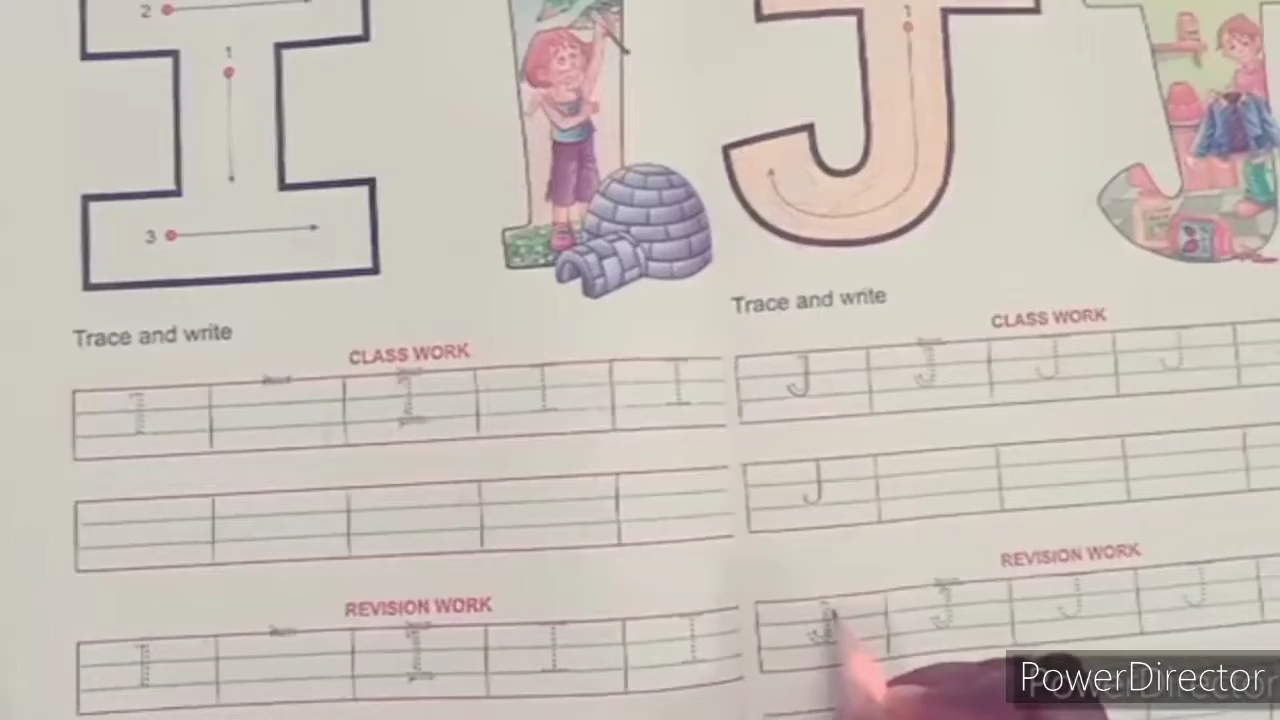 2
1
3
1
Trace and write
CLASS WORK
I I I I
REVISION WORK
I I I I
Trace and write
CLASS WORK
J J J J
J
REVISION WORK
J J J J
PowerDirector